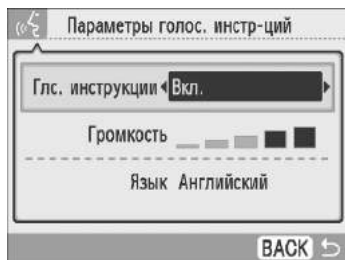 Параметры голос. инстр-ций
Глс. инструкции Вкл.
Громкость
Язык Английский
BACK